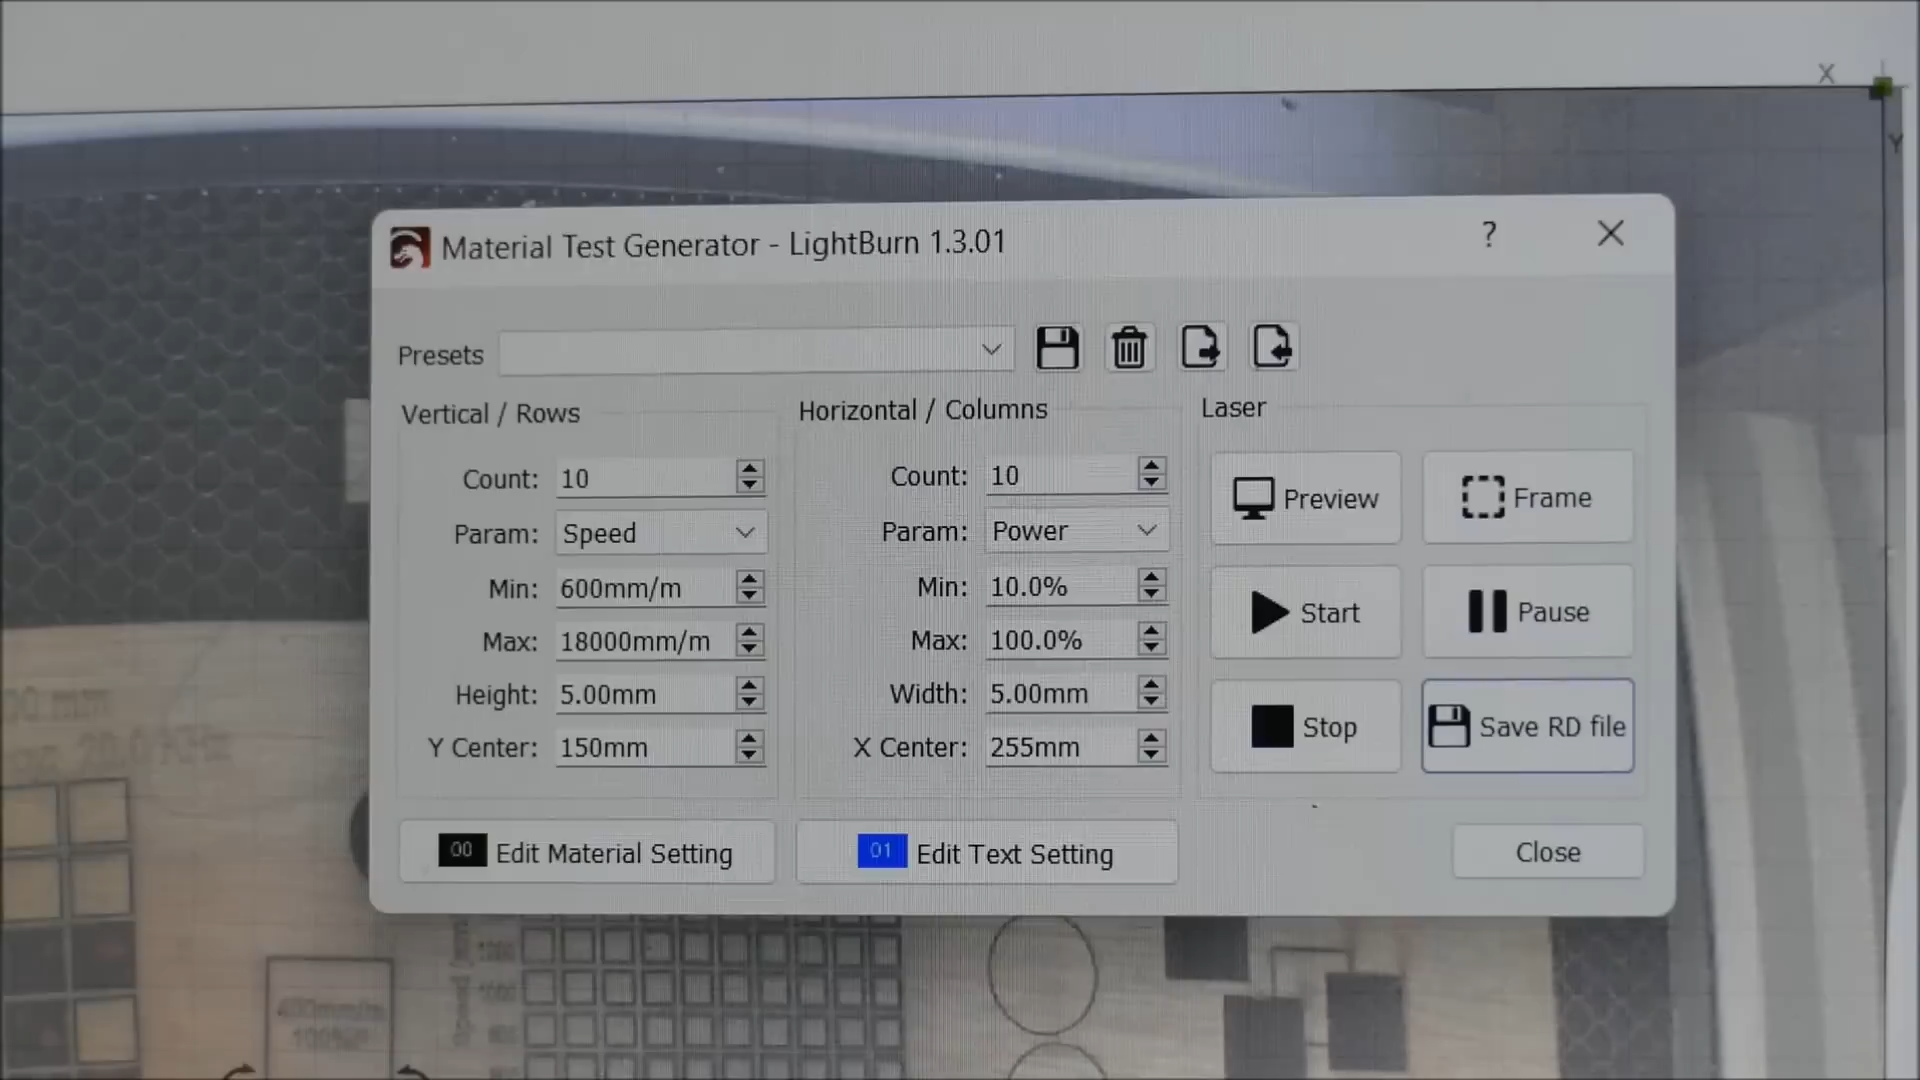 X
Y
Material Test Generator - LightBurn 1.3.01
?
Presets
Vertical / Rows
Horizontal / Columns
Laser
Count: 10
Count: 10
Param: Speed
Param: Power
Min: 600mm/m
Min: 10.0%
Max: 18000mm/m
Max: 100.0%
Height: 5.00mm
Width: 5.00mm
Y Center: 150mm
X Center: 255mm
Preview
Frame
Start
Pause
Stop
Save RD file
00 Edit Material Setting
01 Edit Text Setting
Close